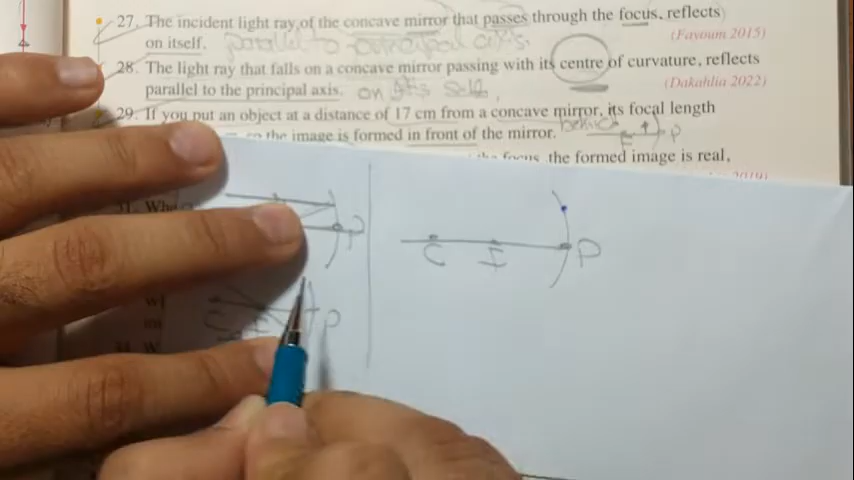 27. The incident light ray, of the concave mirror that passes through the focus, reflects
on itself. parallel to principal axis.
(Fayoum 2015)
28. The light ray that falls on a concave mirror passing with its centre of curvature, reflects
parallel to the principal axis. on its self.
(Dakahlia 2022)
29. If you put an object at a distance of 17 cm from a concave mirror, its focal length
the image is formed in front of the mirror. behind
F P
the focus, the formed image is real,
P
C F P
C F P